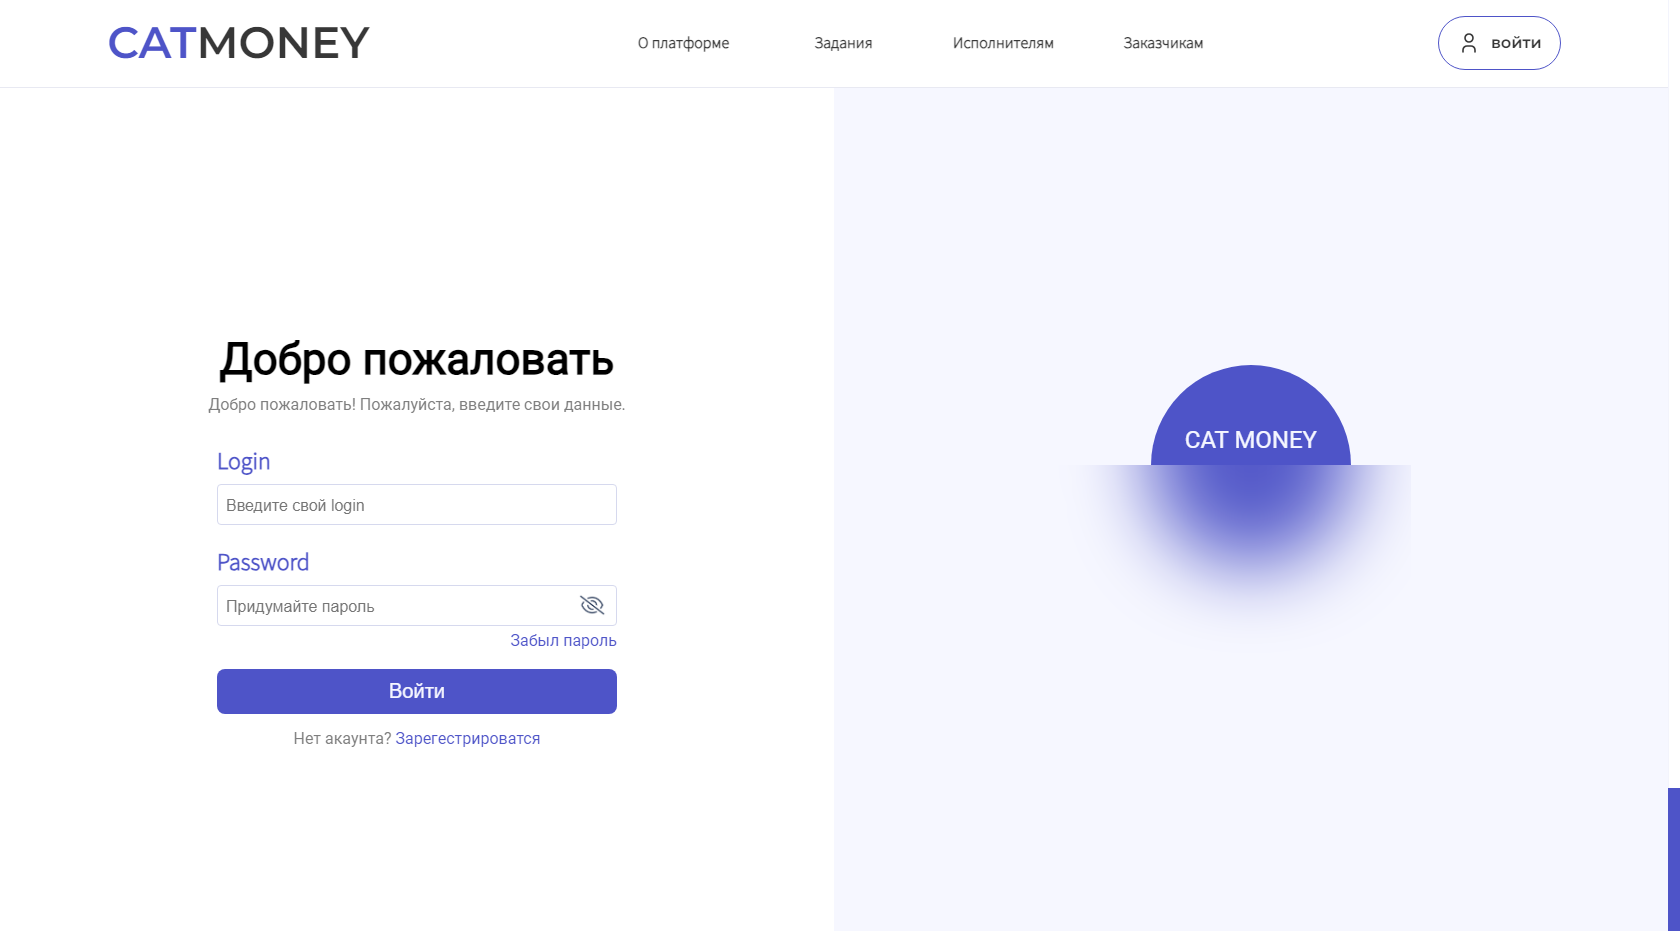 CATMONEY
О платформе
Задания
Исполнителям
Заказчикам
войти
Добро пожаловать
Добро пожаловать! Пожалуйста, введите свои данные.
Login
Введите свой login
Password
Придумайте пароль
Забыл пароль
Войти
Нет акаунта? Зарегестрироватся
CAT MONEY